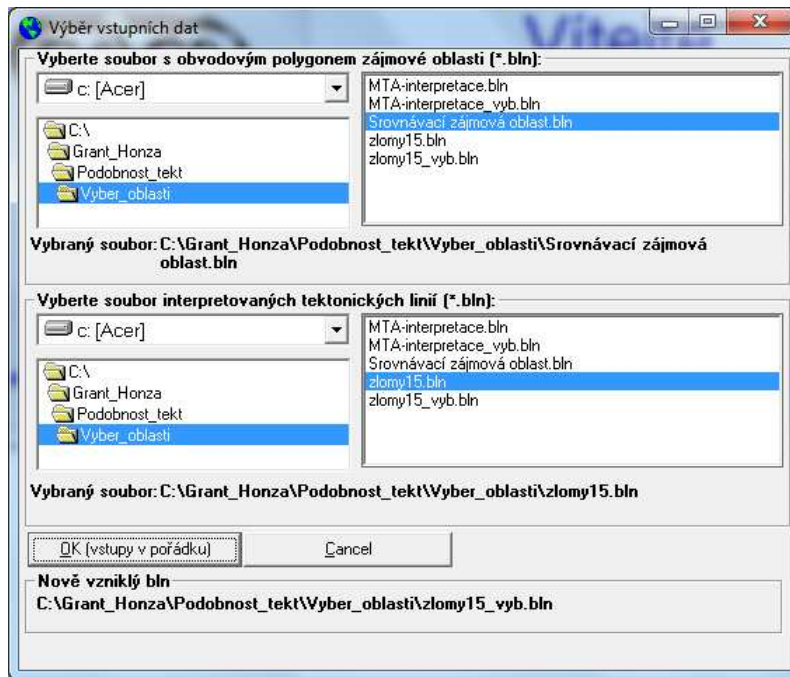 Výběr vstupních dat
Vítejte
Vyberte soubor s obvodovým polygonem zájmové oblasti (*.bln):
c: [Acer]
C:\
Grant_Honza
Podobnost_tekt
Vyber_oblasti
MTA-interpretace.bln
MTA-interpretace_vyb.bln
Srovnávací zájmová oblast.bln
zlomy15.bln
zlomy15_vyb.bln
Vybraný soubor: C:\Grant_Honza\Podobnost_tekt\Vyber_oblasti\Srovnávací zájmová
oblast.bln
Vyberte soubor interpretovaných tektonických linií (*.bln):
c: [Acer]
C:\
Grant_Honza
Podobnost_tekt
Vyber_oblasti
MTA-interpretace.bln
MTA-interpretace_vyb.bln
Srovnávací zájmová oblast.bln
zlomy15.bln
zlomy15_vyb.bln
Vybraný soubor: C:\Grant_Honza\Podobnost_tekt\Vyber_oblasti\zlomy15.bln
OK (vstupy v pořádku)
Cancel
Nově vzniklý bln
C:\Grant_Honza\Podobnost_tekt\Vyber_oblasti\zlomy15_vyb.bln